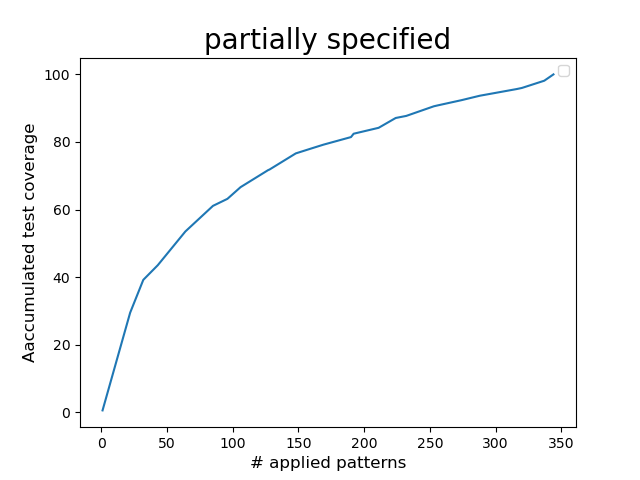 partially specified
Aaccumulated test coverage
100
80
60
40
20
0
0 50 100 150 200 250 300 350
# applied patterns